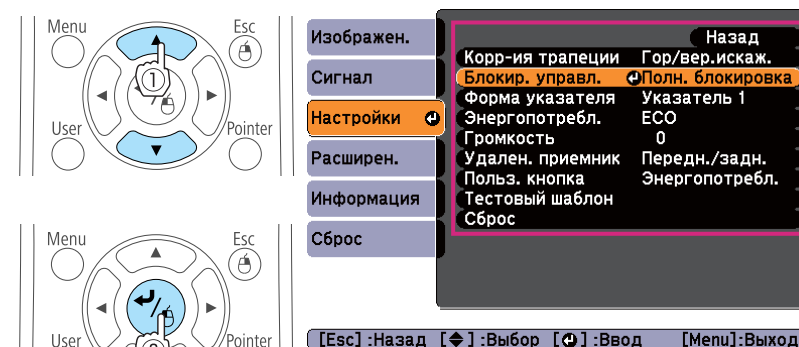 Menu
Esc
1
User
Pointer
Menu
Esc
User
Pointer
Изображен.
Сигнал
Настройки
Расширен.
Информация
Сброс
Назад
Корр-ия трапеции Гор/вер.искаж.
Блокир. управл. Полн. блокировка
Форма указателя Указатель 1
Энергопотребл. ECO
Громкость 0
Удален. приемник Передн./задн.
Польз. кнопка Энергопотребл.
Тестовый шаблон
Сброс
[Esc] :Назад [◆] :Выбор [⏎] :Ввод [Menu]:Выход